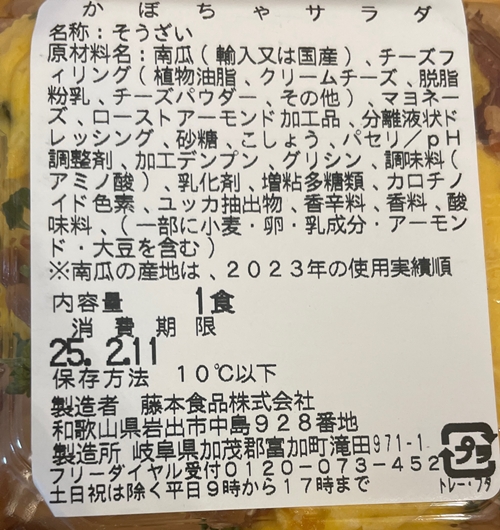 かぼちゃサラダ
名称：そうざい
原材料名：南瓜（輸入又は国産）、チーズフ
ィリング（植物油脂、クリームチーズ、脱脂
粉乳、チーズパウダー、その他）、マヨネー
ズ、ローストアーモンド加工品、分離液状ド
レッシング、砂糖、こしょう、パセリ／ｐＨ
調整剤、加工デンプン、グリシン、調味料（
アミノ酸）、乳化剤、増粘多糖類、カロチノ
イド色素、ユッカ抽出物、香辛料、香料、酸
味料、（一部に小麦・卵・乳成分・アーモン
ド・大豆を含む）
※南瓜の産地は、２０２３年の使用実績順
内容量　１食
消費期限
25. 2.11
保存方法　１０℃以下
製造者　藤本食品株式会社
和歌山県岩出市中島９２８番地
製造所 岐阜県加茂郡富加町滝田971-1
フリーダイヤル受付０１２０－０７３－４５２
土日祝は除く平日９時から１７時まで
プラ
トレー・フタ